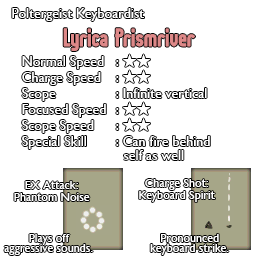 Poltergeist Keyboardist
Lyrica Prismriver
Normal Speed : ☆☆
Charge Speed : ☆☆
Scope : Infinite vertical
Focused Speed : ☆☆
Scope Speed : ☆☆
Special Skill : Can fire behind
self as well
EX Attack:
Phantom Noise
Plays off
aggressive sounds.
Charge Shot:
Keyboard Spirit
Pronounced
keyboard strike.